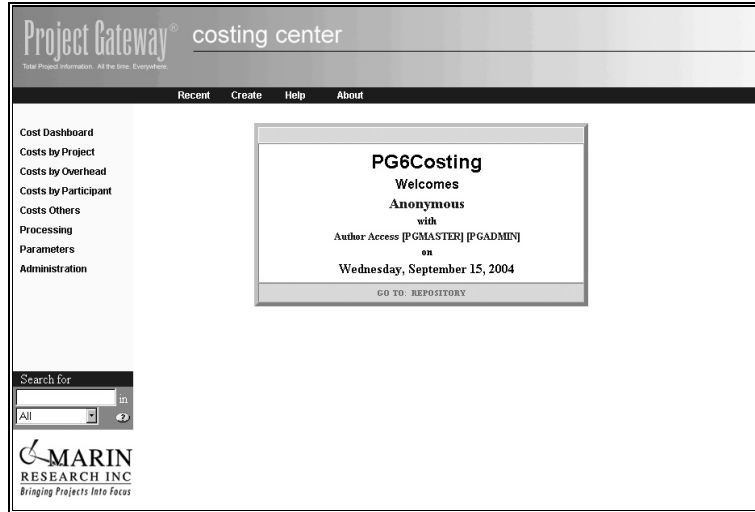 Project Gateway® costing center
Total Project Information. All the time. Everywhere.
Recent Create Help About
Cost Dashboard
Costs by Project
Costs by Overhead
Costs by Participant
Costs Others
Processing
Parameters
Administration
PG6Costing
Welcomes
Anonymous
with
Author Access [PGMASTER] [PGADMIN]
on
Wednesday, September 15, 2004
GO TO: REPOSITORY
Search for
in
All
?
MARIN
RESEARCH INC
Bringing Projects Into Focus